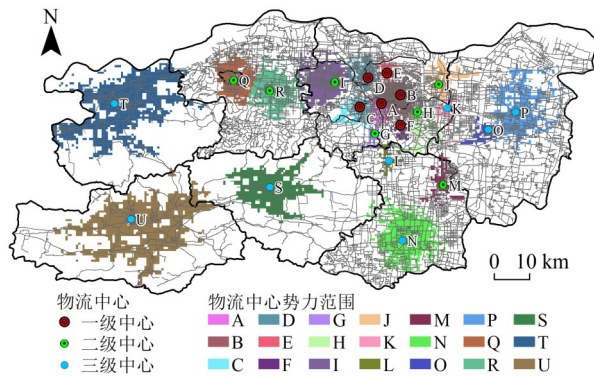 N
T
Q
R
I
E
D
B
A
C
F
G
H
J
K
P
O
L
M
S
U
N
0 10 km
物流中心 物流中心势力范围
一级中心 A D G J M P S
二级中心 B E H K N Q T
三级中心 C F I L O R U